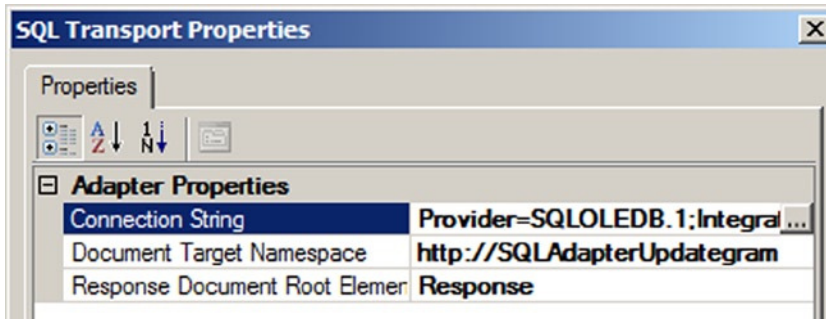 SQL Transport Properties
Properties
A
Z
1
N
Adapter Properties
Connection String Provider=SQLOLEDB.1;Integrat ...
Document Target Namespace http://SQLAdapterUpdategram
Response Document Root Elemen Response